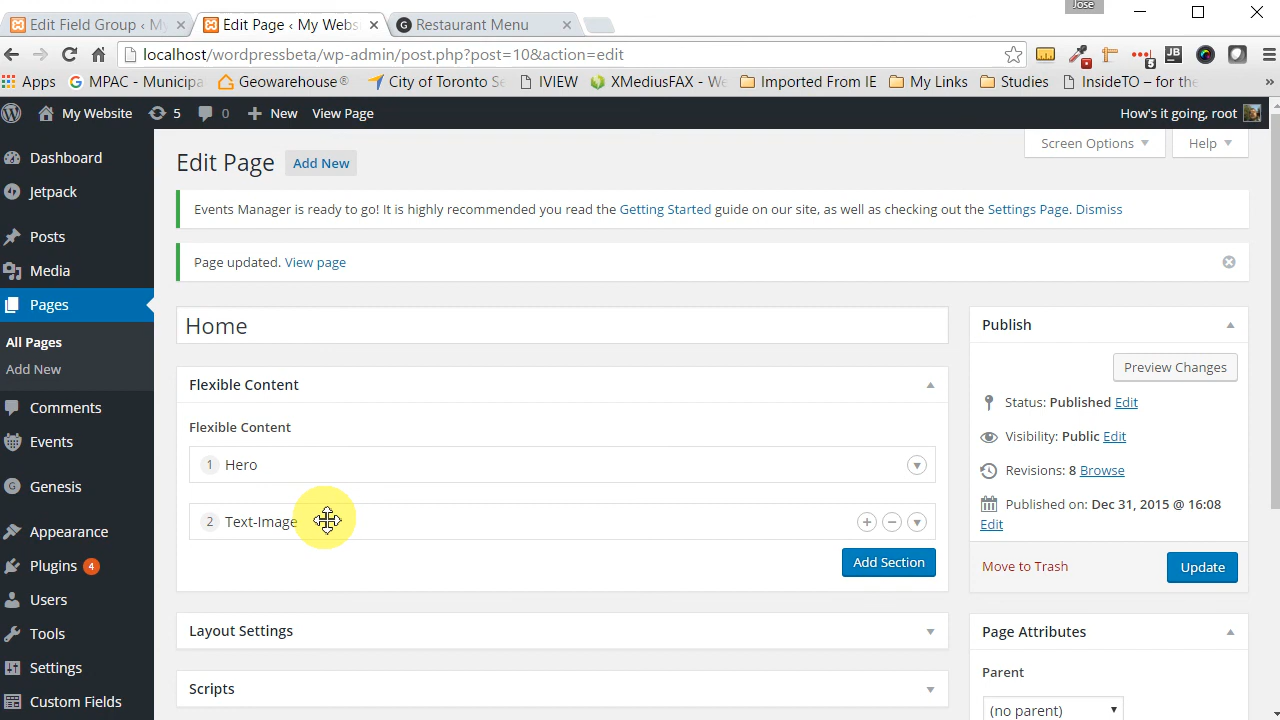 Jose
Edit Field Group ‹ My
Edit Page ‹ My Webs
Restaurant Menu
localhost/wordpressbeta/wp-admin/post.php?post=10&action=edit
Apps MPAC - Municipa Geowarehouse® City of Toronto Se IVIEW XMediusFAX - We Imported From IE My Links Studies InsideTO – for the »
My Website 5 0 New View Page How's it going, root
Screen Options Help
Edit Page Add New
Events Manager is ready to go! It is highly recommended you read the Getting Started guide on our site, as well as checking out the Settings Page. Dismiss
Page updated. View page
Dashboard
Jetpack
Posts
Media
Pages
All Pages
Add New
Comments
Events
Genesis
Appearance
Plugins 4
Users
Tools
Settings
Custom Fields
Home
Flexible Content
Flexible Content
1 Hero
2 Text-Image
Add Section
Layout Settings
Scripts
Publish
Preview Changes
Status: Published Edit
Visibility: Public Edit
Revisions: 8 Browse
Published on: Dec 31, 2015 @ 16:08
Edit
Move to Trash Update
Page Attributes
Parent
(no parent)